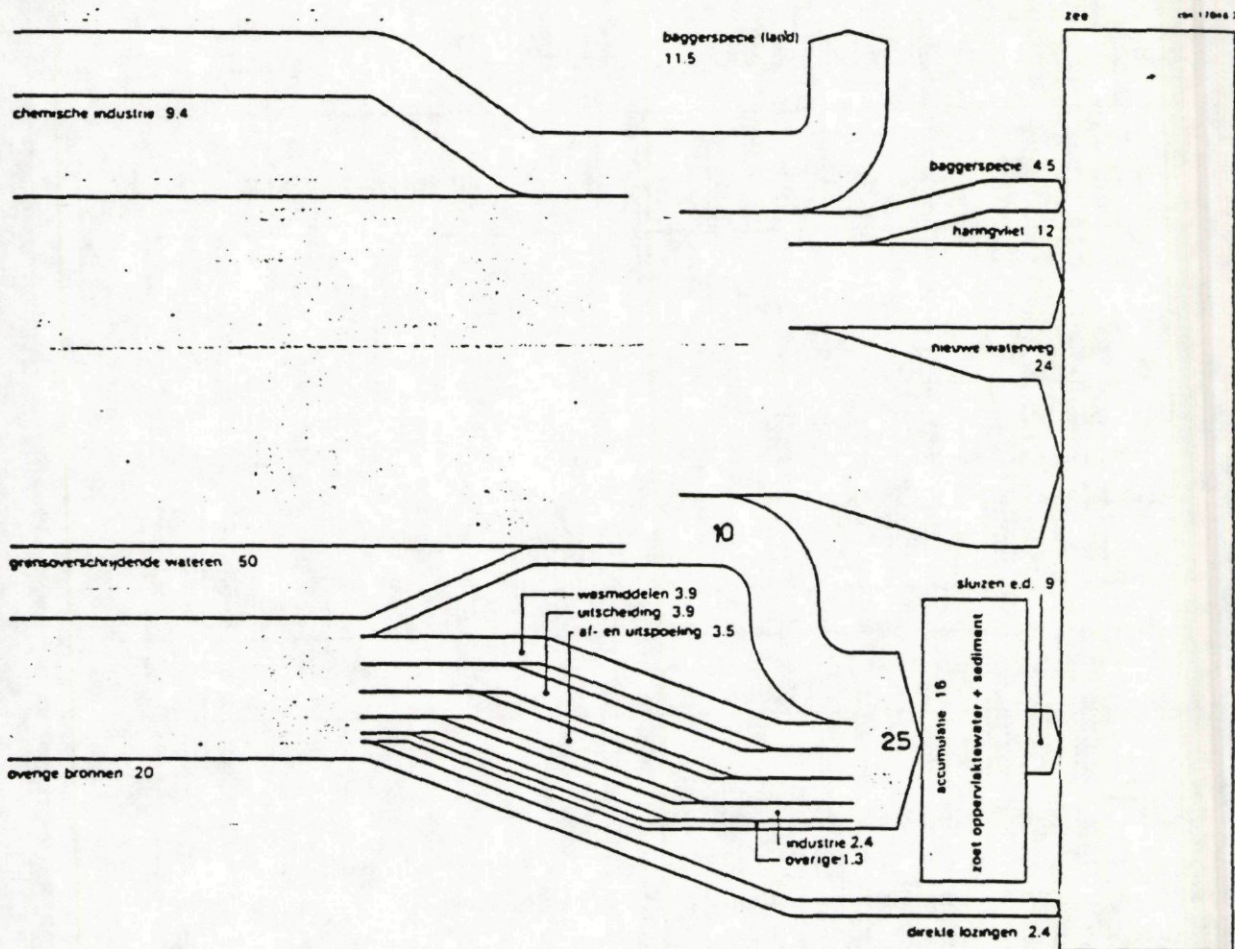 zee
baggerspecie (land)
11.5
chemische industrie 9.4
baggerspecie 4.5
haringvliet 12
nieuwe waterweg
24
10
grensoverschrijdende wateren 50
sluizen e.d. 9
wasmiddelen 3.9
uitscheiding 3.9
af- en uitspoeling 3.5
25
accumulatie 16
zoet oppervlaktewater + sediment
overige bronnen 20
industrie 2.4
overige 1.3
direkte lozingen 2.4